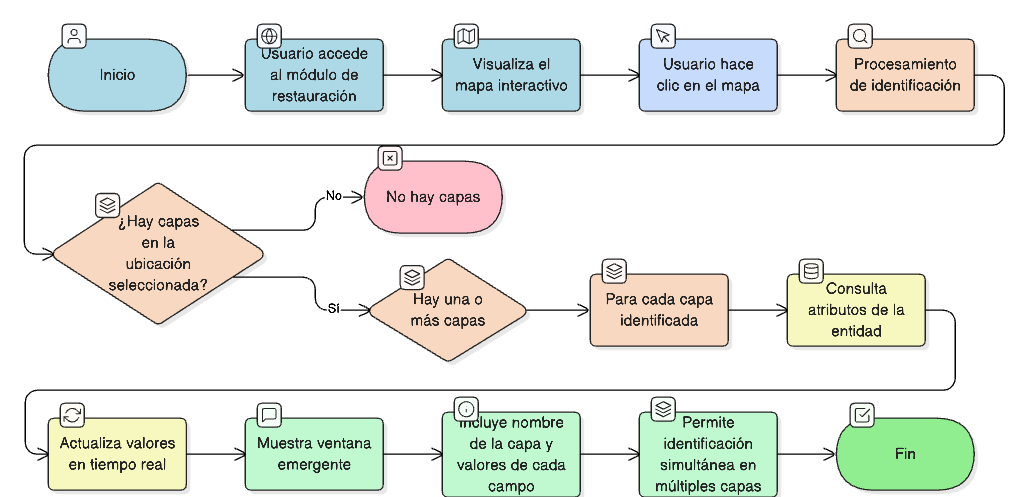 Inicio
Usuario accede
al módulo de
restauración
Visualiza el
mapa interactivo
Usuario hace
clic en el mapa
Procesamiento
de identificación
¿Hay capas
en la
ubicación
seleccionada?
No
No hay capas
Sí
Hay una o
más capas
Para cada capa
identificada
Consulta
atributos de la
entidad
Actualiza valores
en tiempo real
Muestra ventana
emergente
Incluye nombre
de la capa y
valores de cada
campo
Permite
identificación
simultánea en
múltiples capas
Fin